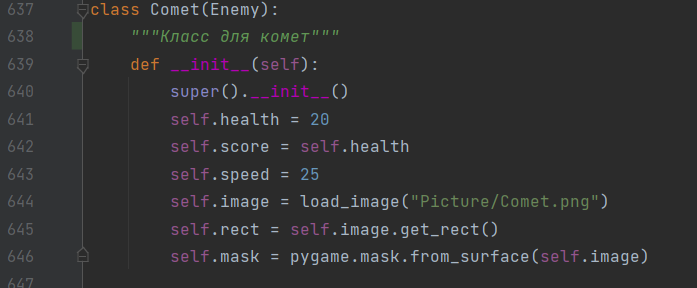 637 class Comet(Enemy):
638     """Класс для комет"""
639     def __init__(self):
640         super().__init__()
641         self.health = 20
642         self.score = self.health
643         self.speed = 25
644         self.image = load_image("Picture/Comet.png")
645         self.rect = self.image.get_rect()
646         self.mask = pygame.mask.from_surface(self.image)
647